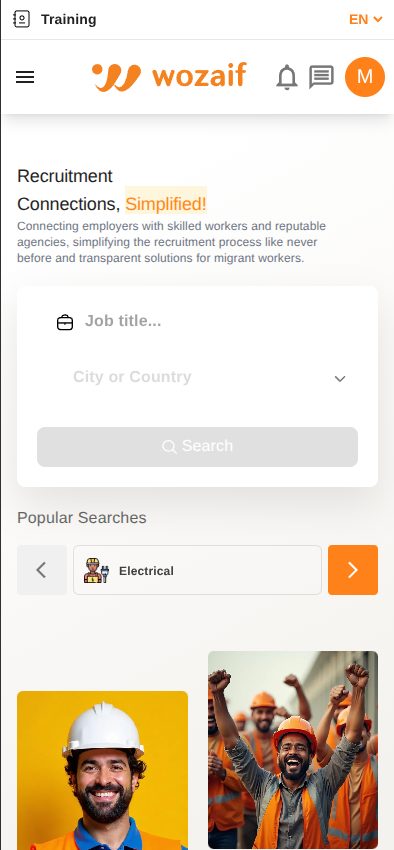 Training
EN
wozaif
M
Recruitment
Connections, Simplified!
Connecting employers with skilled workers and reputable
agencies, simplifying the recruitment process like never
before and transparent solutions for migrant workers.
Job title...
City or Country
Search
Popular Searches
Electrical